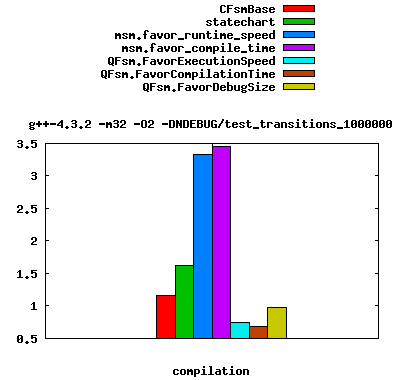 CFsmBase
statechart
msm.favor_runtime_speed
msm.favor_compile_time
QFsm.FavorExecutionSpeed
QFsm.FavorCompilationTime
QFsm.FavorDebugSize
g++-4.3.2 -m32 -O2 -DNDEBUG/test_transitions_1000000
3.5
3
2.5
2
1.5
1
0.5
compilation